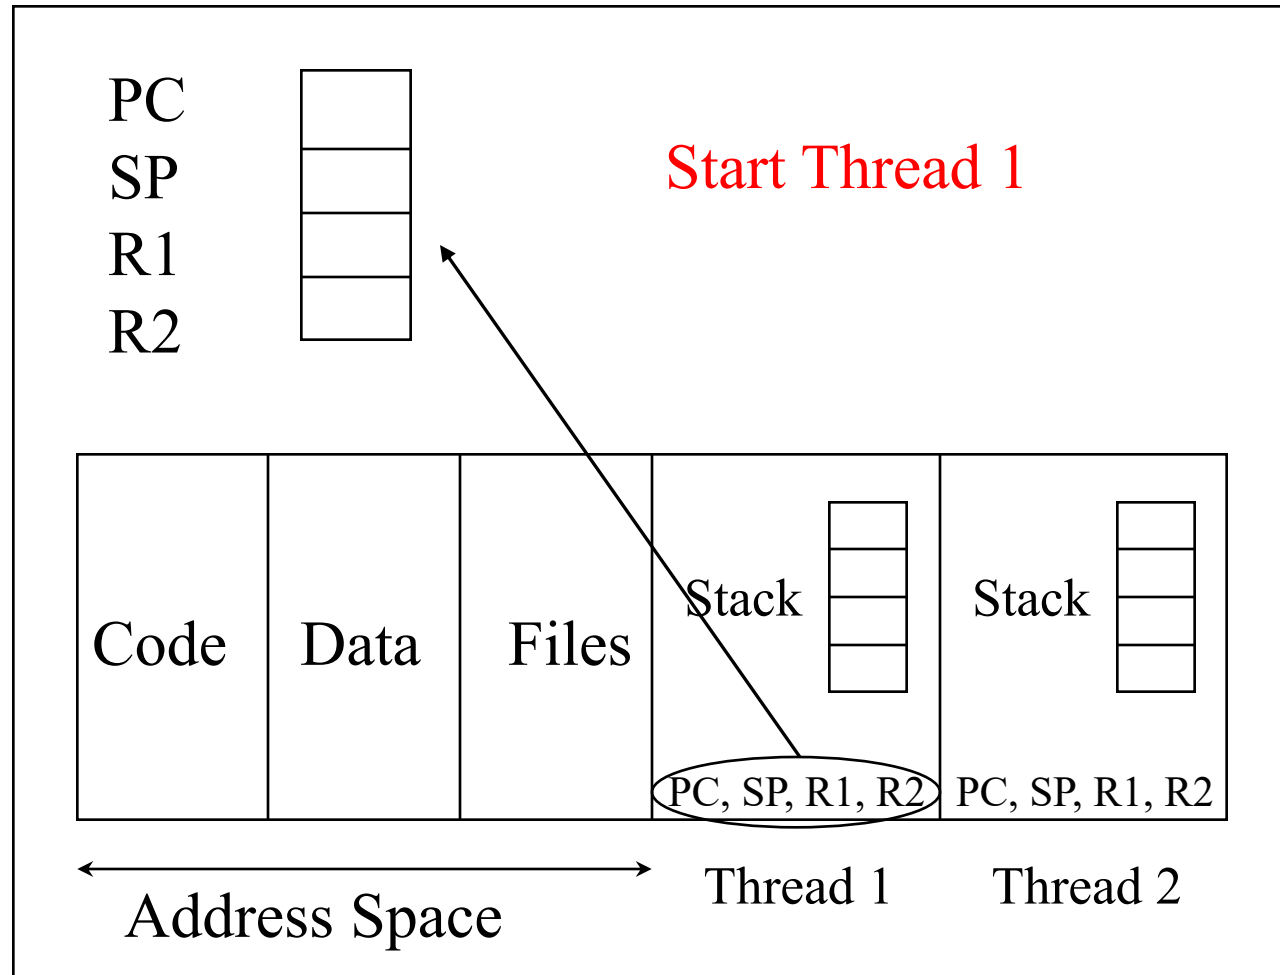 PC
SP
R1
R2
Start Thread 1
Code
Data
Files
Stack
Stack
PC, SP, R1, R2
PC, SP, R1, R2
Address Space
Thread 1
Thread 2